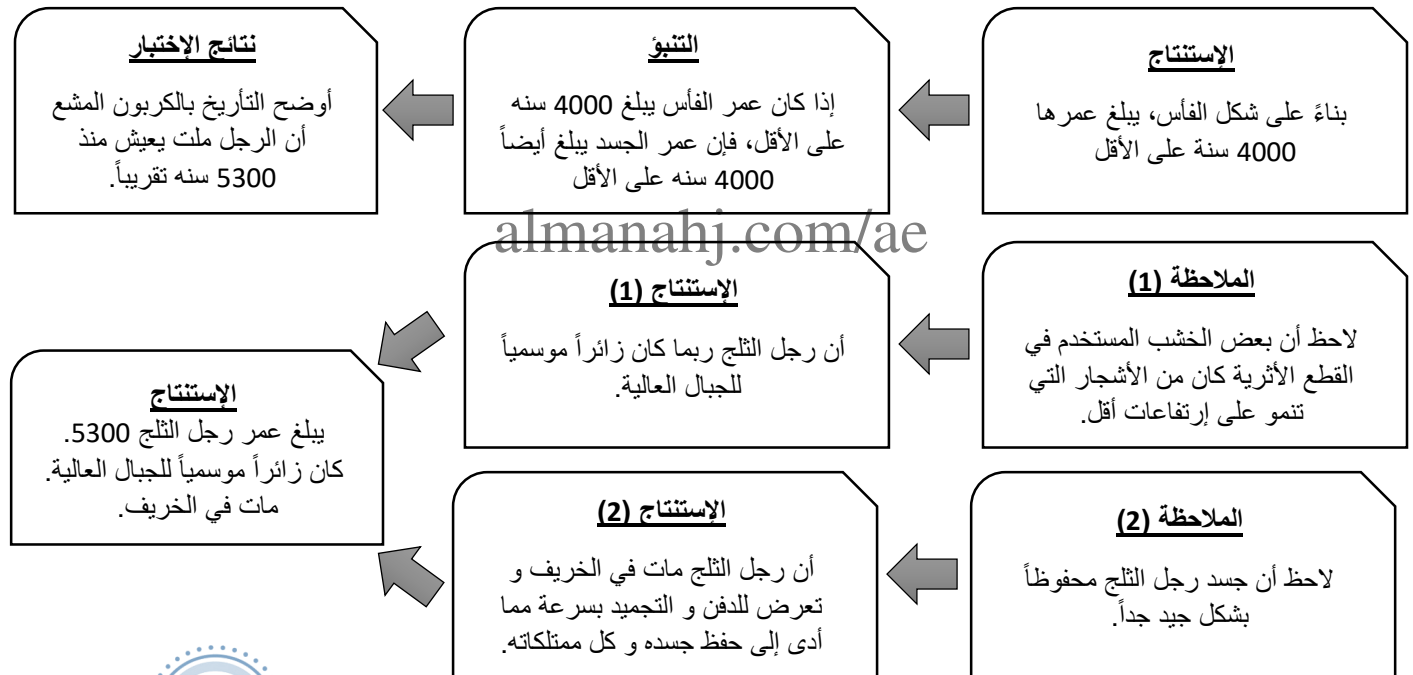 الإستنتاج
بناءً على شكل الفأس، يبلغ عمرها
4000 سنة على الأقل
التنبؤ
إذا كان عمر الفأس يبلغ 4000 سنه
على الأقل، فإن عمر الجسد يبلغ أيضاً
4000 سنه على الأقل
نتائج الإختبار
أوضح التأريخ بالكربون المشع
أن الرجل ملت يعيش منذ
5300 سنه تقريباً.
almanahj.com/ae
الملاحظة (1)
لاحظ أن بعض الخشب المستخدم في
القطع الأثرية كان من الأشجار التي
تنمو على إرتفاعات أقل.
الإستنتاج (1)
أن رجل الثلج ربما كان زائراً موسمياً
للجبال العالية.
الملاحظة (2)
لاحظ أن جسد رجل الثلج محفوظاً
بشكل جيد جداً.
الإستنتاج (2)
أن رجل الثلج مات في الخريف و
تعرض للدفن و التجميد بسرعة مما
أدى إلى حفظ جسده و كل ممتلكاته.
الإستنتاج
يبلغ عمر رجل الثلج 5300.
كان زائراً موسمياً للجبال العالية.
مات في الخريف.